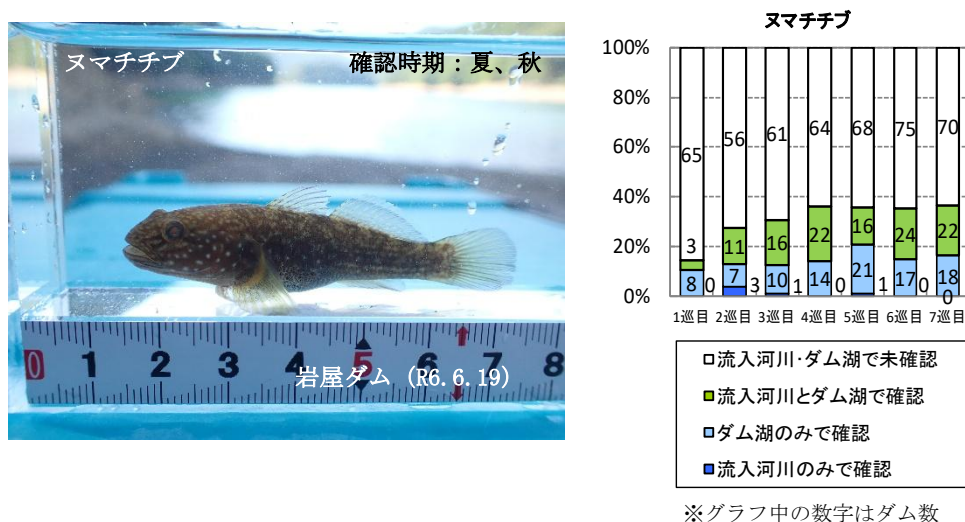 ヌマチチブ 確認時期：夏、秋
0 1 2 3 4 5 6 7 8
岩屋ダム (R6.6.19)
ヌマチチブ
100%
80%
60%
40%
20%
0%
65 56 61 64 68 75 70
3 11 16 22 16 24 22
8 7 10 14 21 17 18
0 3 1 0 1 0 0
1巡目 2巡目 3巡目 4巡目 5巡目 6巡目 7巡目
流入河川･ダム湖で未確認
流入河川とダム湖で確認
ダム湖のみで確認
流入河川のみで確認
※グラフ中の数字はダム数